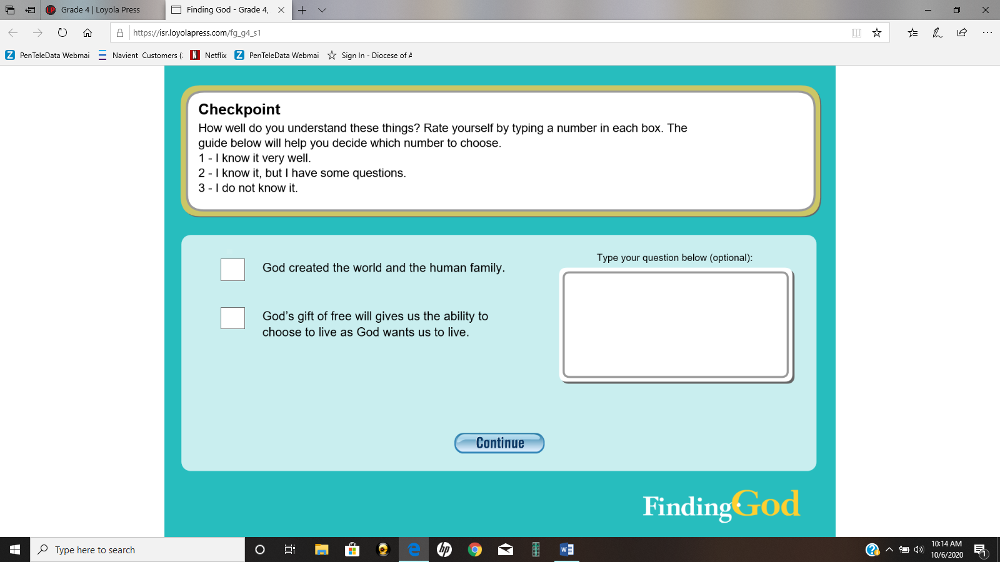 Grade 4 | Loyola Press
Finding God - Grade 4,
https://isr.loyolapress.com/fg_g4_s1
PenTeleData Webmai
Navient Customers (
Netflix
PenTeleData Webmai
Sign In - Diocese of A
Checkpoint
How well do you understand these things? Rate yourself by typing a number in each box. The
guide below will help you decide which number to choose.
1 - I know it very well.
2 - I know it, but I have some questions.
3 - I do not know it.
God created the world and the human family.
God’s gift of free will gives us the ability to
choose to live as God wants us to live.
Type your question below (optional):
Continue
Finding God
Type here to search
10:14 AM
10/6/2020
1